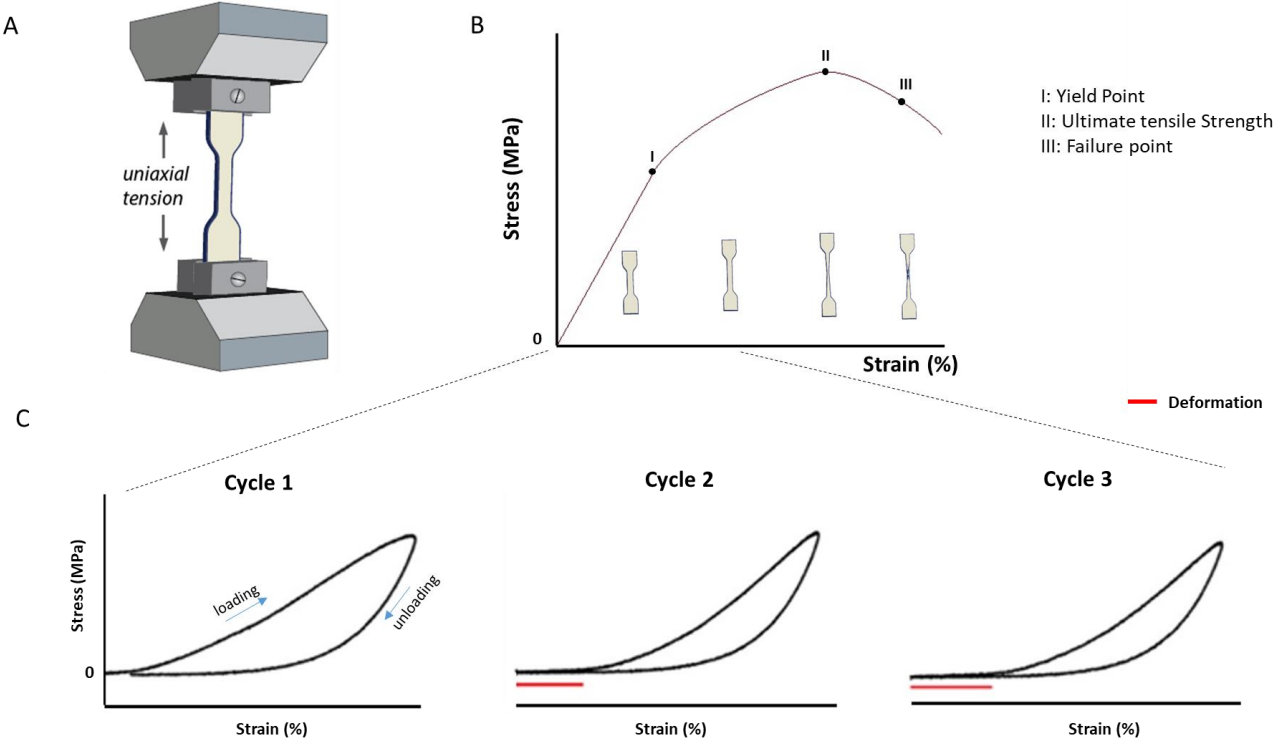 A
uniaxial
tension
B
Stress (MPa)
0
I
II
III
Strain (%)
I: Yield Point
II: Ultimate tensile Strength
III: Failure point
Deformation
C
Cycle 1
Stress (MPa)
0
loading
unloading
Strain (%)
Cycle 2
Strain (%)
Cycle 3
Strain (%)